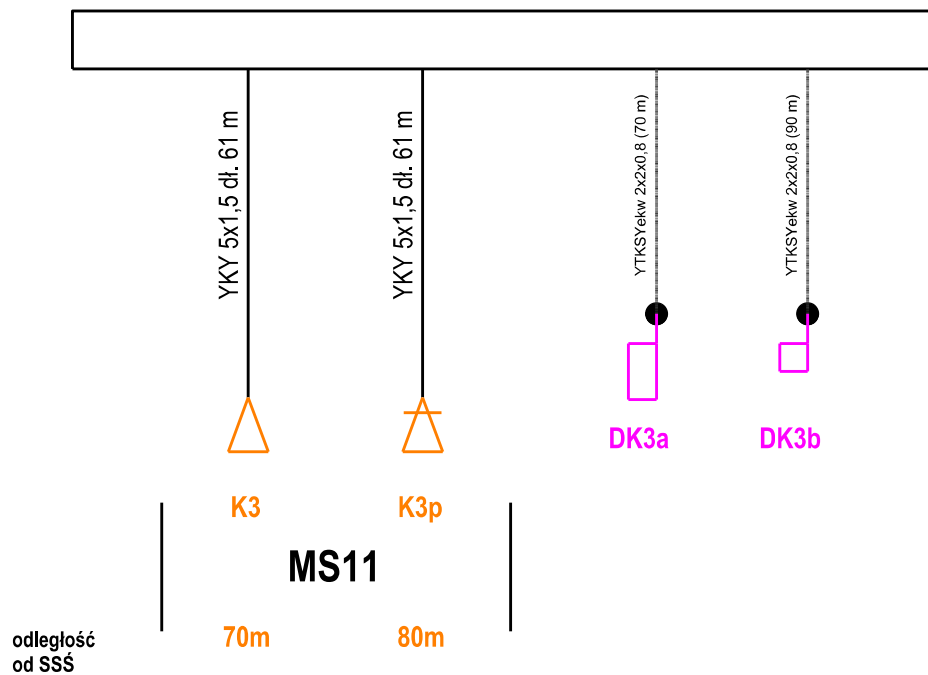 YKY 5x1,5 dł. 61 m
YKY 5x1,5 dł. 61 m
YTKSYekw 2x2x0,8 (70 m)
YTKSYekw 2x2x0,8 (90 m)
DK3a
DK3b
K3
K3p
MS11
70m
80m
odległość
od SSŚ